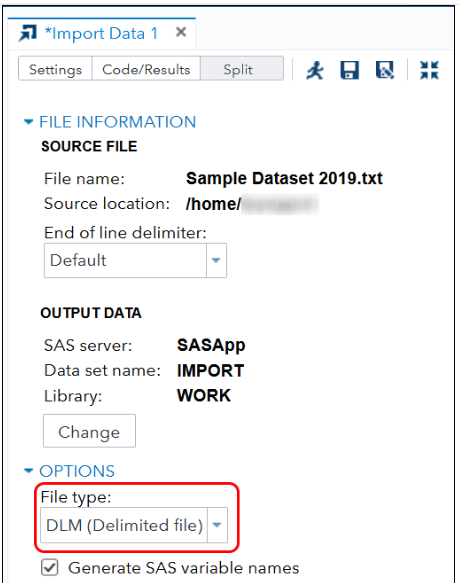 *Import Data 1 ×
Settings Code/Results Split
FILE INFORMATION
SOURCE FILE
File name: Sample Dataset 2019.txt
Source location: /home/
End of line delimiter:
Default
OUTPUT DATA
SAS server: SASApp
Data set name: IMPORT
Library: WORK
Change
OPTIONS
File type:
DLM (Delimited file)
Generate SAS variable names